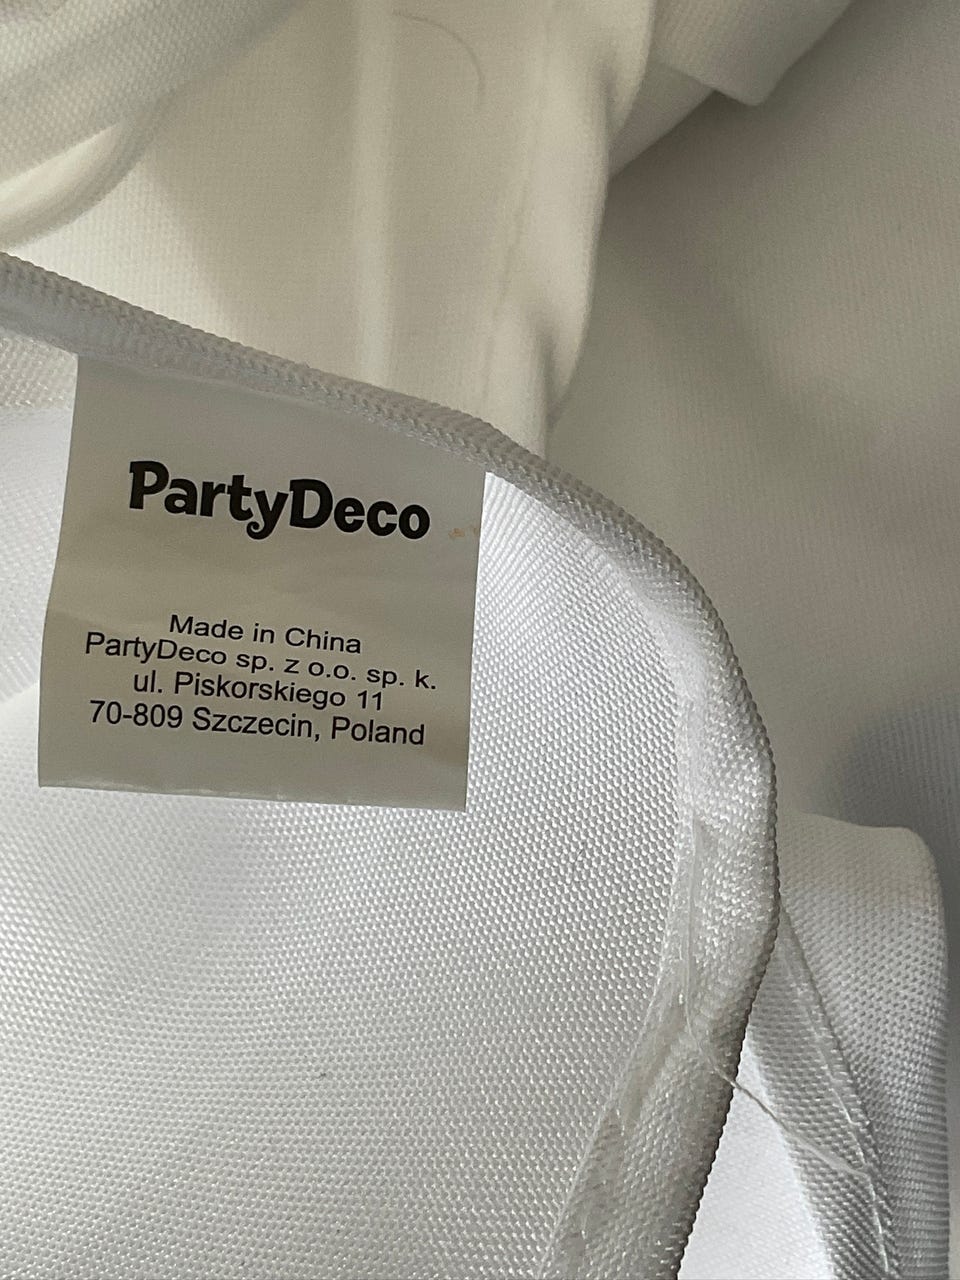 PartyDeco
Made in China
PartyDeco sp. z o.o. sp. k.
ul. Piskorskiego 11
70-809 Szczecin, Poland